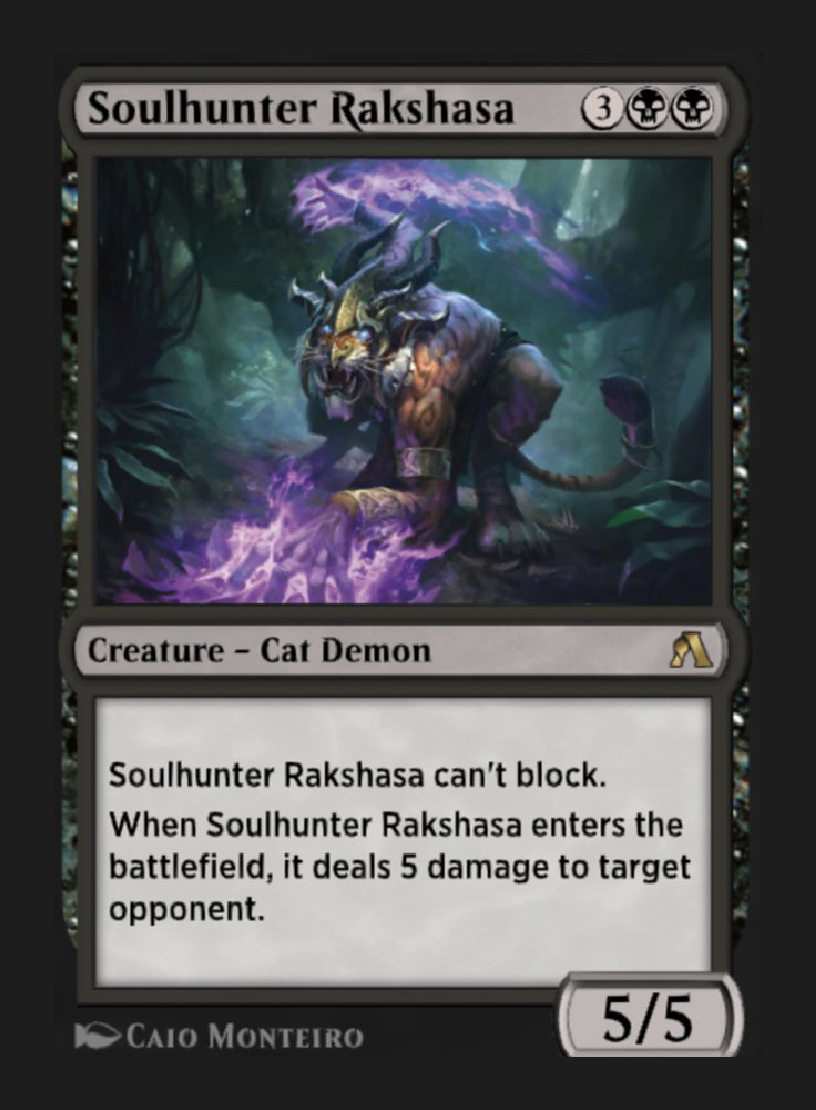 Soulhunter Rakshasa 3
Creature – Cat Demon
Soulhunter Rakshasa can't block.
When Soulhunter Rakshasa enters the
battlefield, it deals 5 damage to target
opponent.
5/5
CAIO MONTEIRO